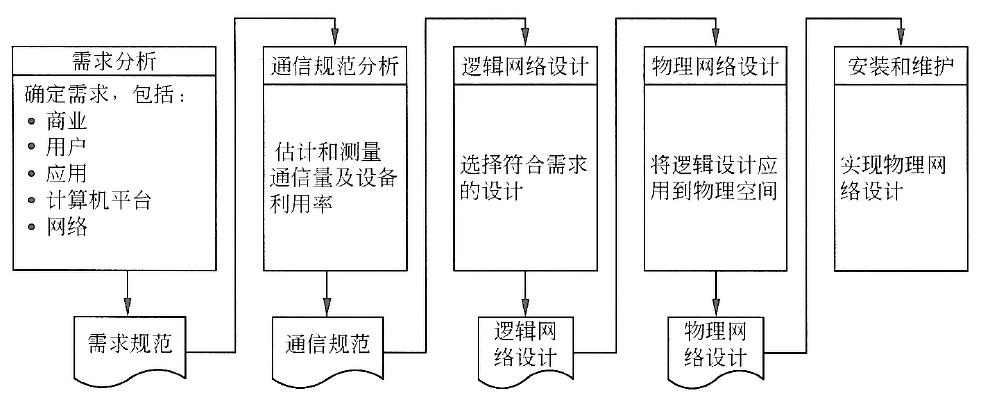 需求分析
确定需求，包括：
• 商业
• 用户
• 应用
• 计算机平台
• 网络
需求规范
通信规范分析
估计和测量
通信量及设备
利用率
通信规范
逻辑网络设计
选择符合需求
的设计
逻辑网
络设计
物理网络设计
将逻辑设计应
用到物理空间
物理网
络设计
安装和维护
实现物理网
络设计